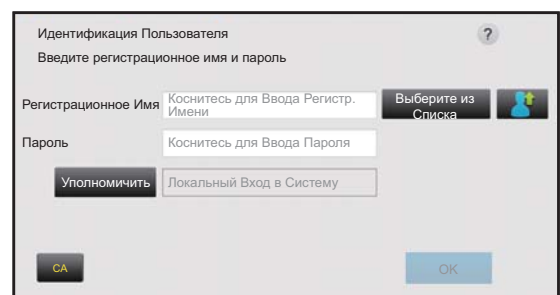 Идентификация Пользователя
?
Введите регистрационное имя и пароль
Регистрационное Имя
Коснитесь для Ввода Регистр.
Имени
Выберите из
Списка
Пароль
Коснитесь для Ввода Пароля
Уполномичить
Локальный Вход в Систему
CA
OK